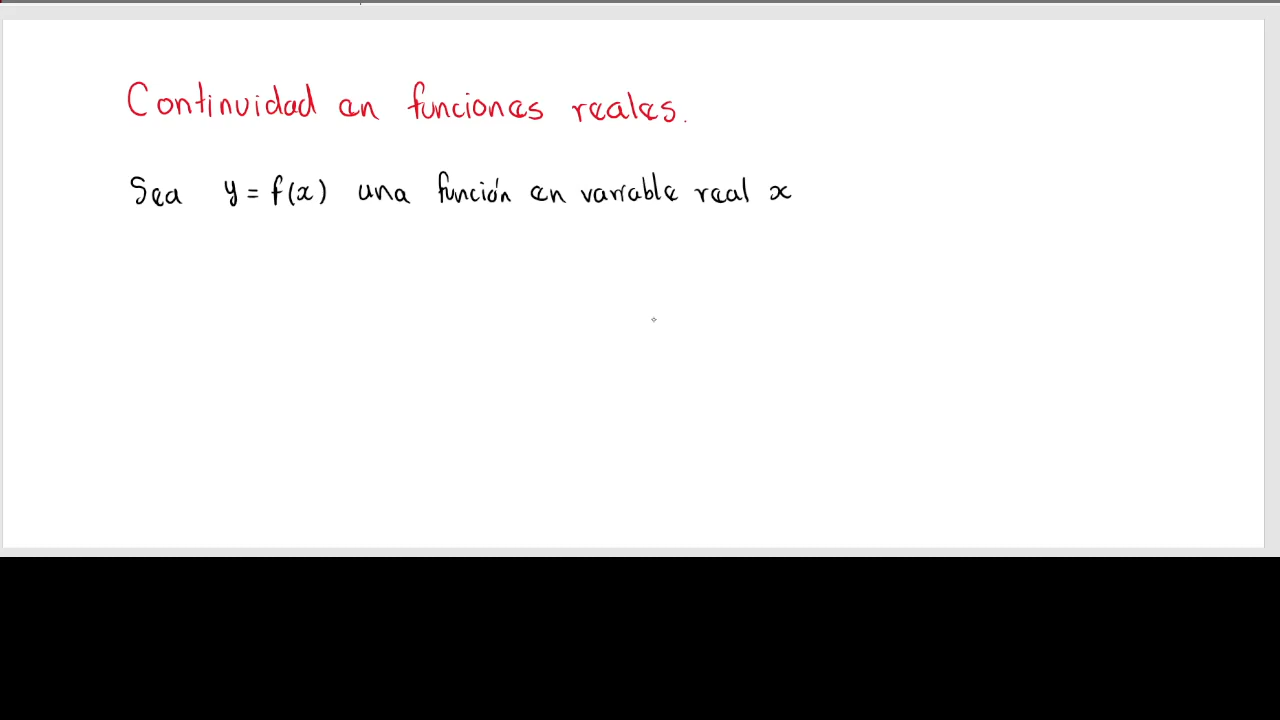 Continuidad en funciones reales.
Sea y = f(x) una función en variable real x